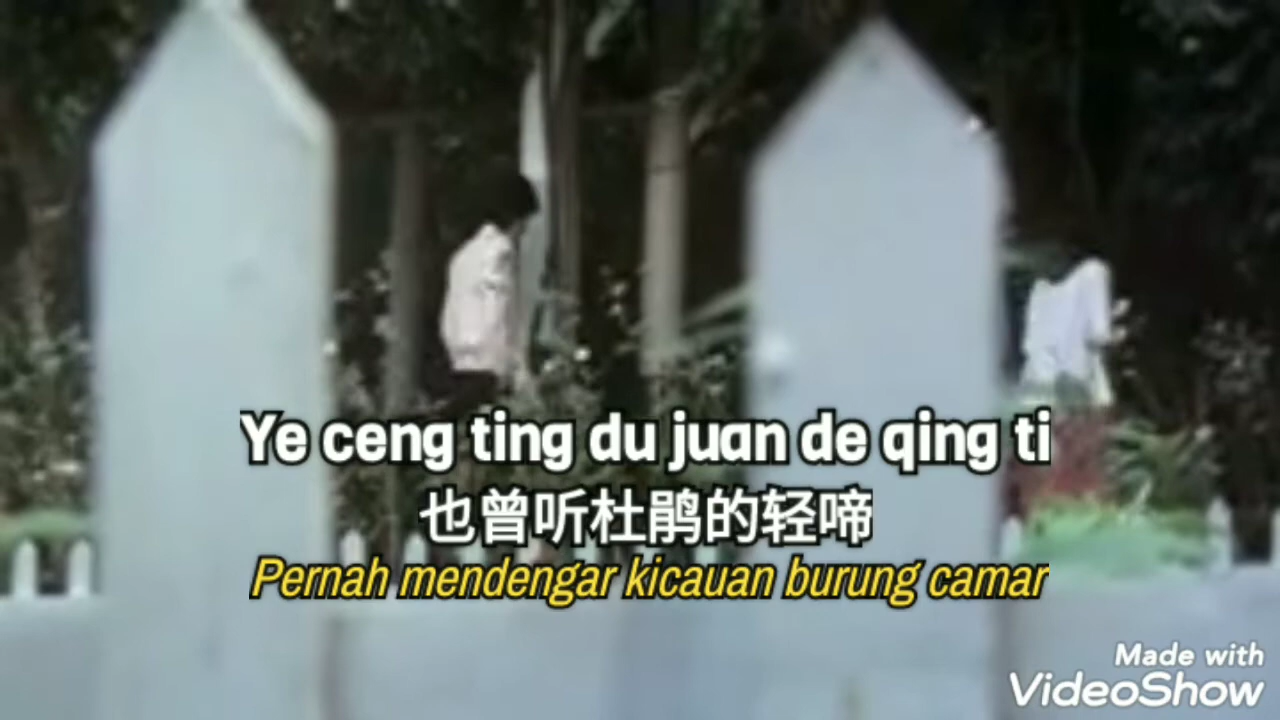 Ye ceng ting du juan de qing ti
也曾听杜鹃的轻啼
Pernah mendengar kicauan burung camar
Made with
VideoShow